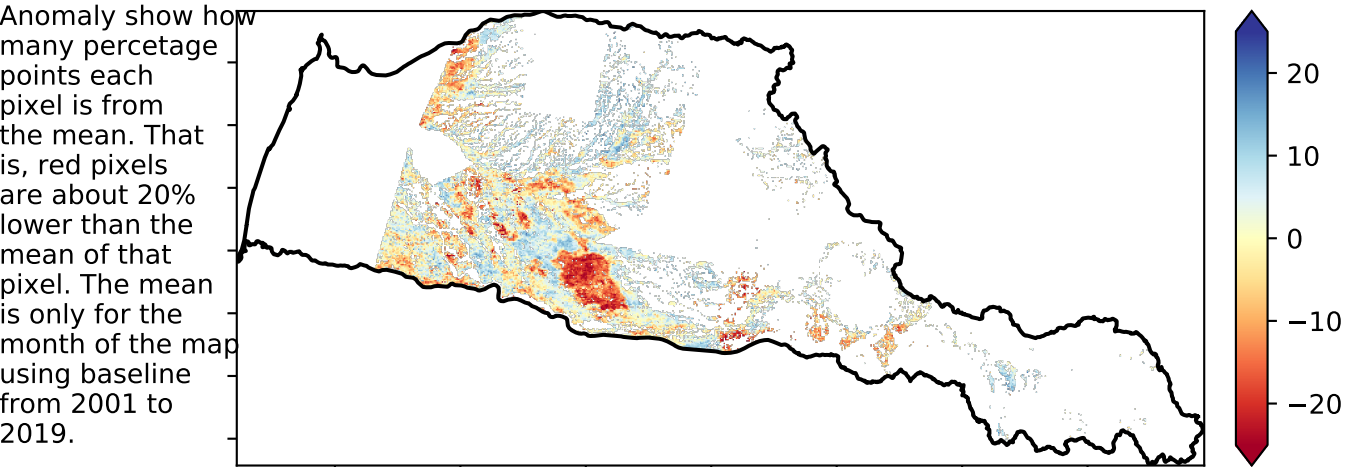 Anomaly show how
many percetage
points each
pixel is from
the mean. That
is, red pixels
are about 20%
lower than the
mean of that
pixel. The mean
is only for the
month of the map
using baseline
from 2001 to
2019.
20
10
0
−10
−20